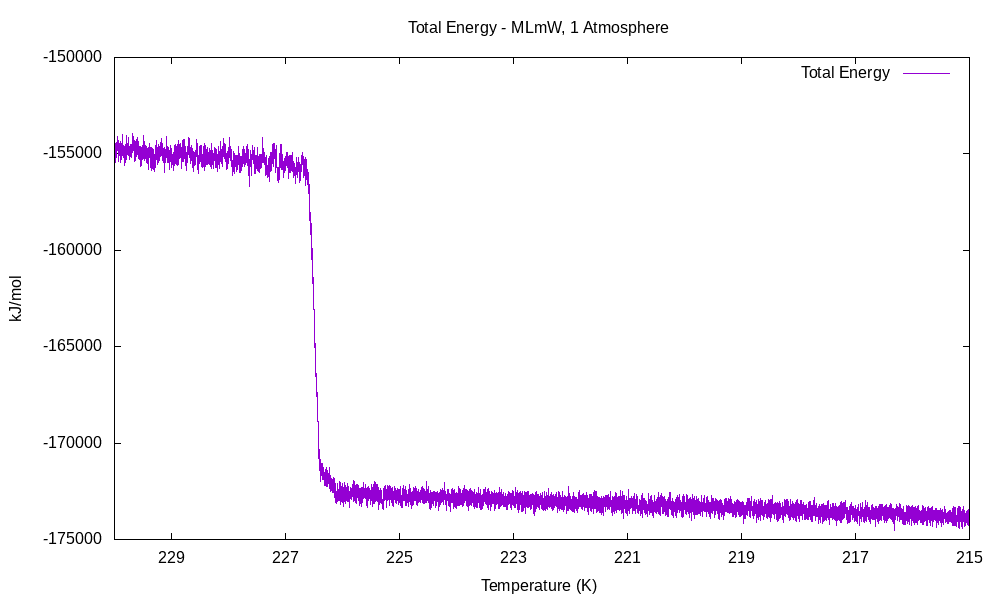 Total Energy - MLmW, 1 Atmosphere
Total Energy
-150000
-155000
-160000
-165000
-170000
-175000
kJ/mol
229 227 225 223 221 219 217 215
Temperature (K)